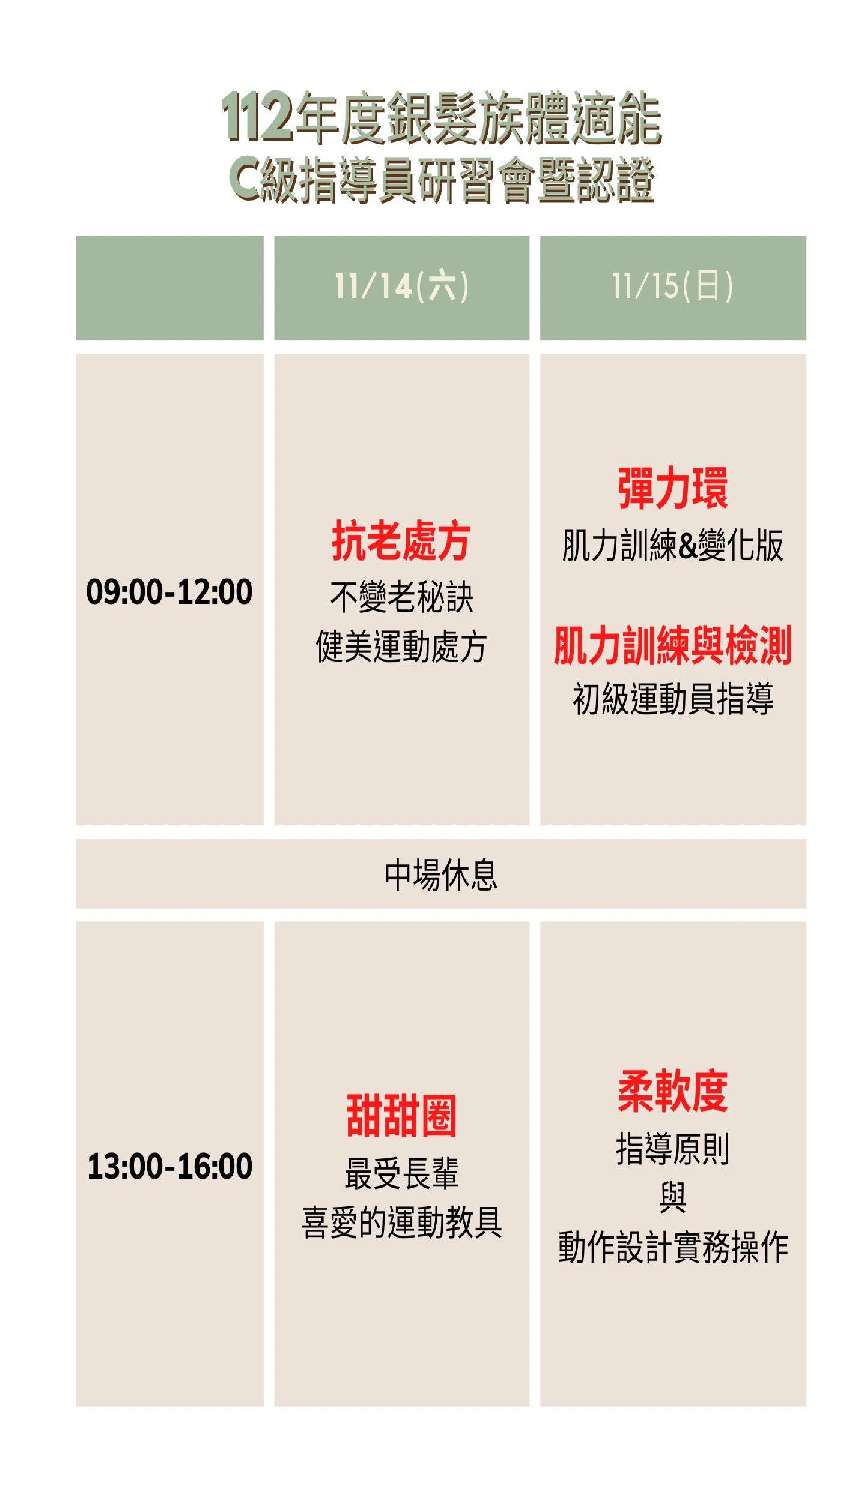 112年度銀髮族體適能
C級指導員研習會暨認證
11/14(六)
11/15(日)
09:00-12:00
抗老處方
不變老秘訣
健美運動處方
彈力環
肌力訓練&變化版
肌力訓練與檢測
初級運動員指導
中場休息
13:00-16:00
甜甜圈
最受長輩
喜愛的運動教具
柔軟度
指導原則
與
動作設計實務操作